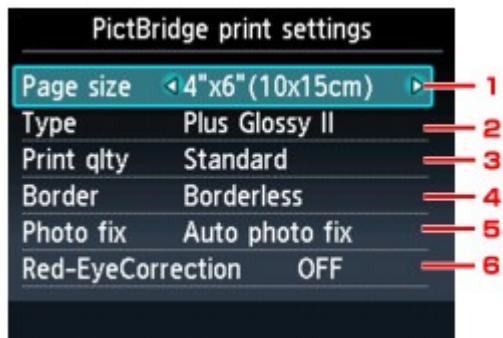 PictBridge print settings
Page size 4"x6"(10x15cm) 1
Type Plus Glossy II 2
Print qlty Standard 3
Border Borderless 4
Photo fix Auto photo fix 5
Red-EyeCorrection OFF 6